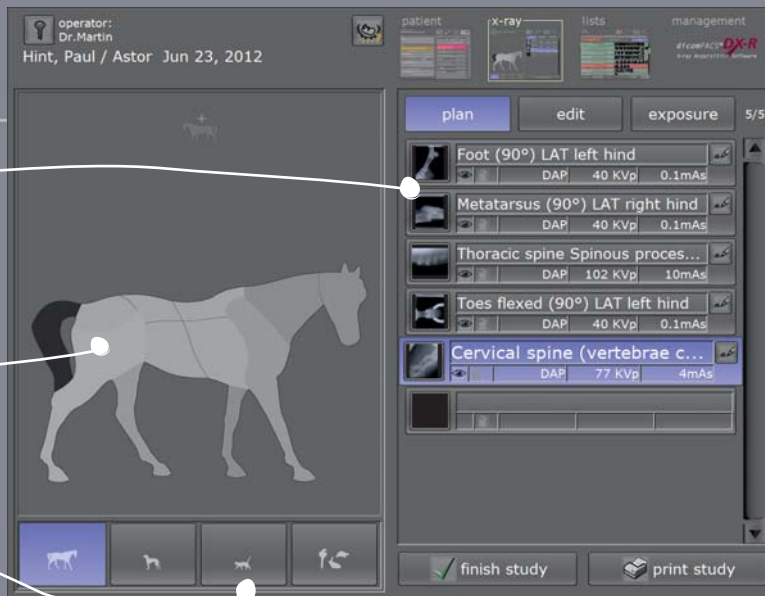 operator:
Dr.Martin
Hint, Paul / Astor Jun 23, 2012
patient
x-ray
lists
management
dicomPACS DX-R
X-ray Acquisition Software
plan
edit
exposure
5/5
Foot (90°) LAT left hind
DAP 40 KVp 0.1mAs
Metatarsus (90°) LAT right hind
DAP 40 KVp 0.1mAs
Thoracic spine Spinous proces...
DAP 102 KVp 10mAs
Toes flexed (90°) LAT left hind
DAP 40 KVp 0.1mAs
Cervical spine (vertebrae c...
DAP 77 KVp 4mAs
finish study
print study